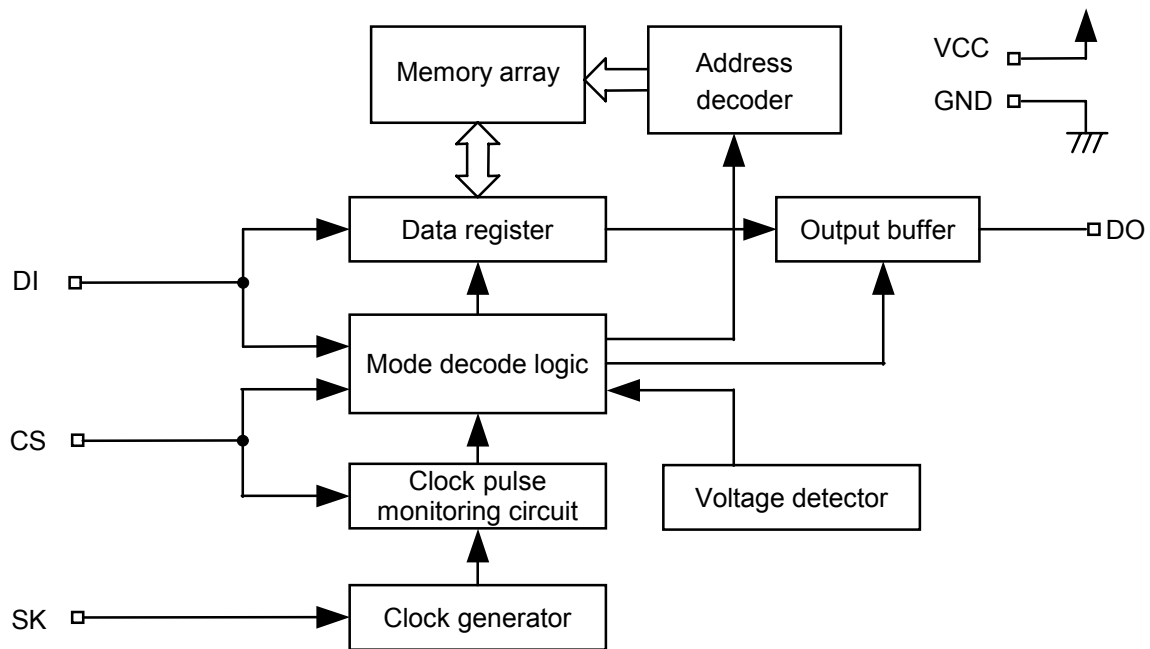 Memory array
Address
decoder
VCC
GND
Data register
Output buffer
DO
DI
Mode decode logic
CS
Clock pulse
monitoring circuit
Voltage detector
SK
Clock generator